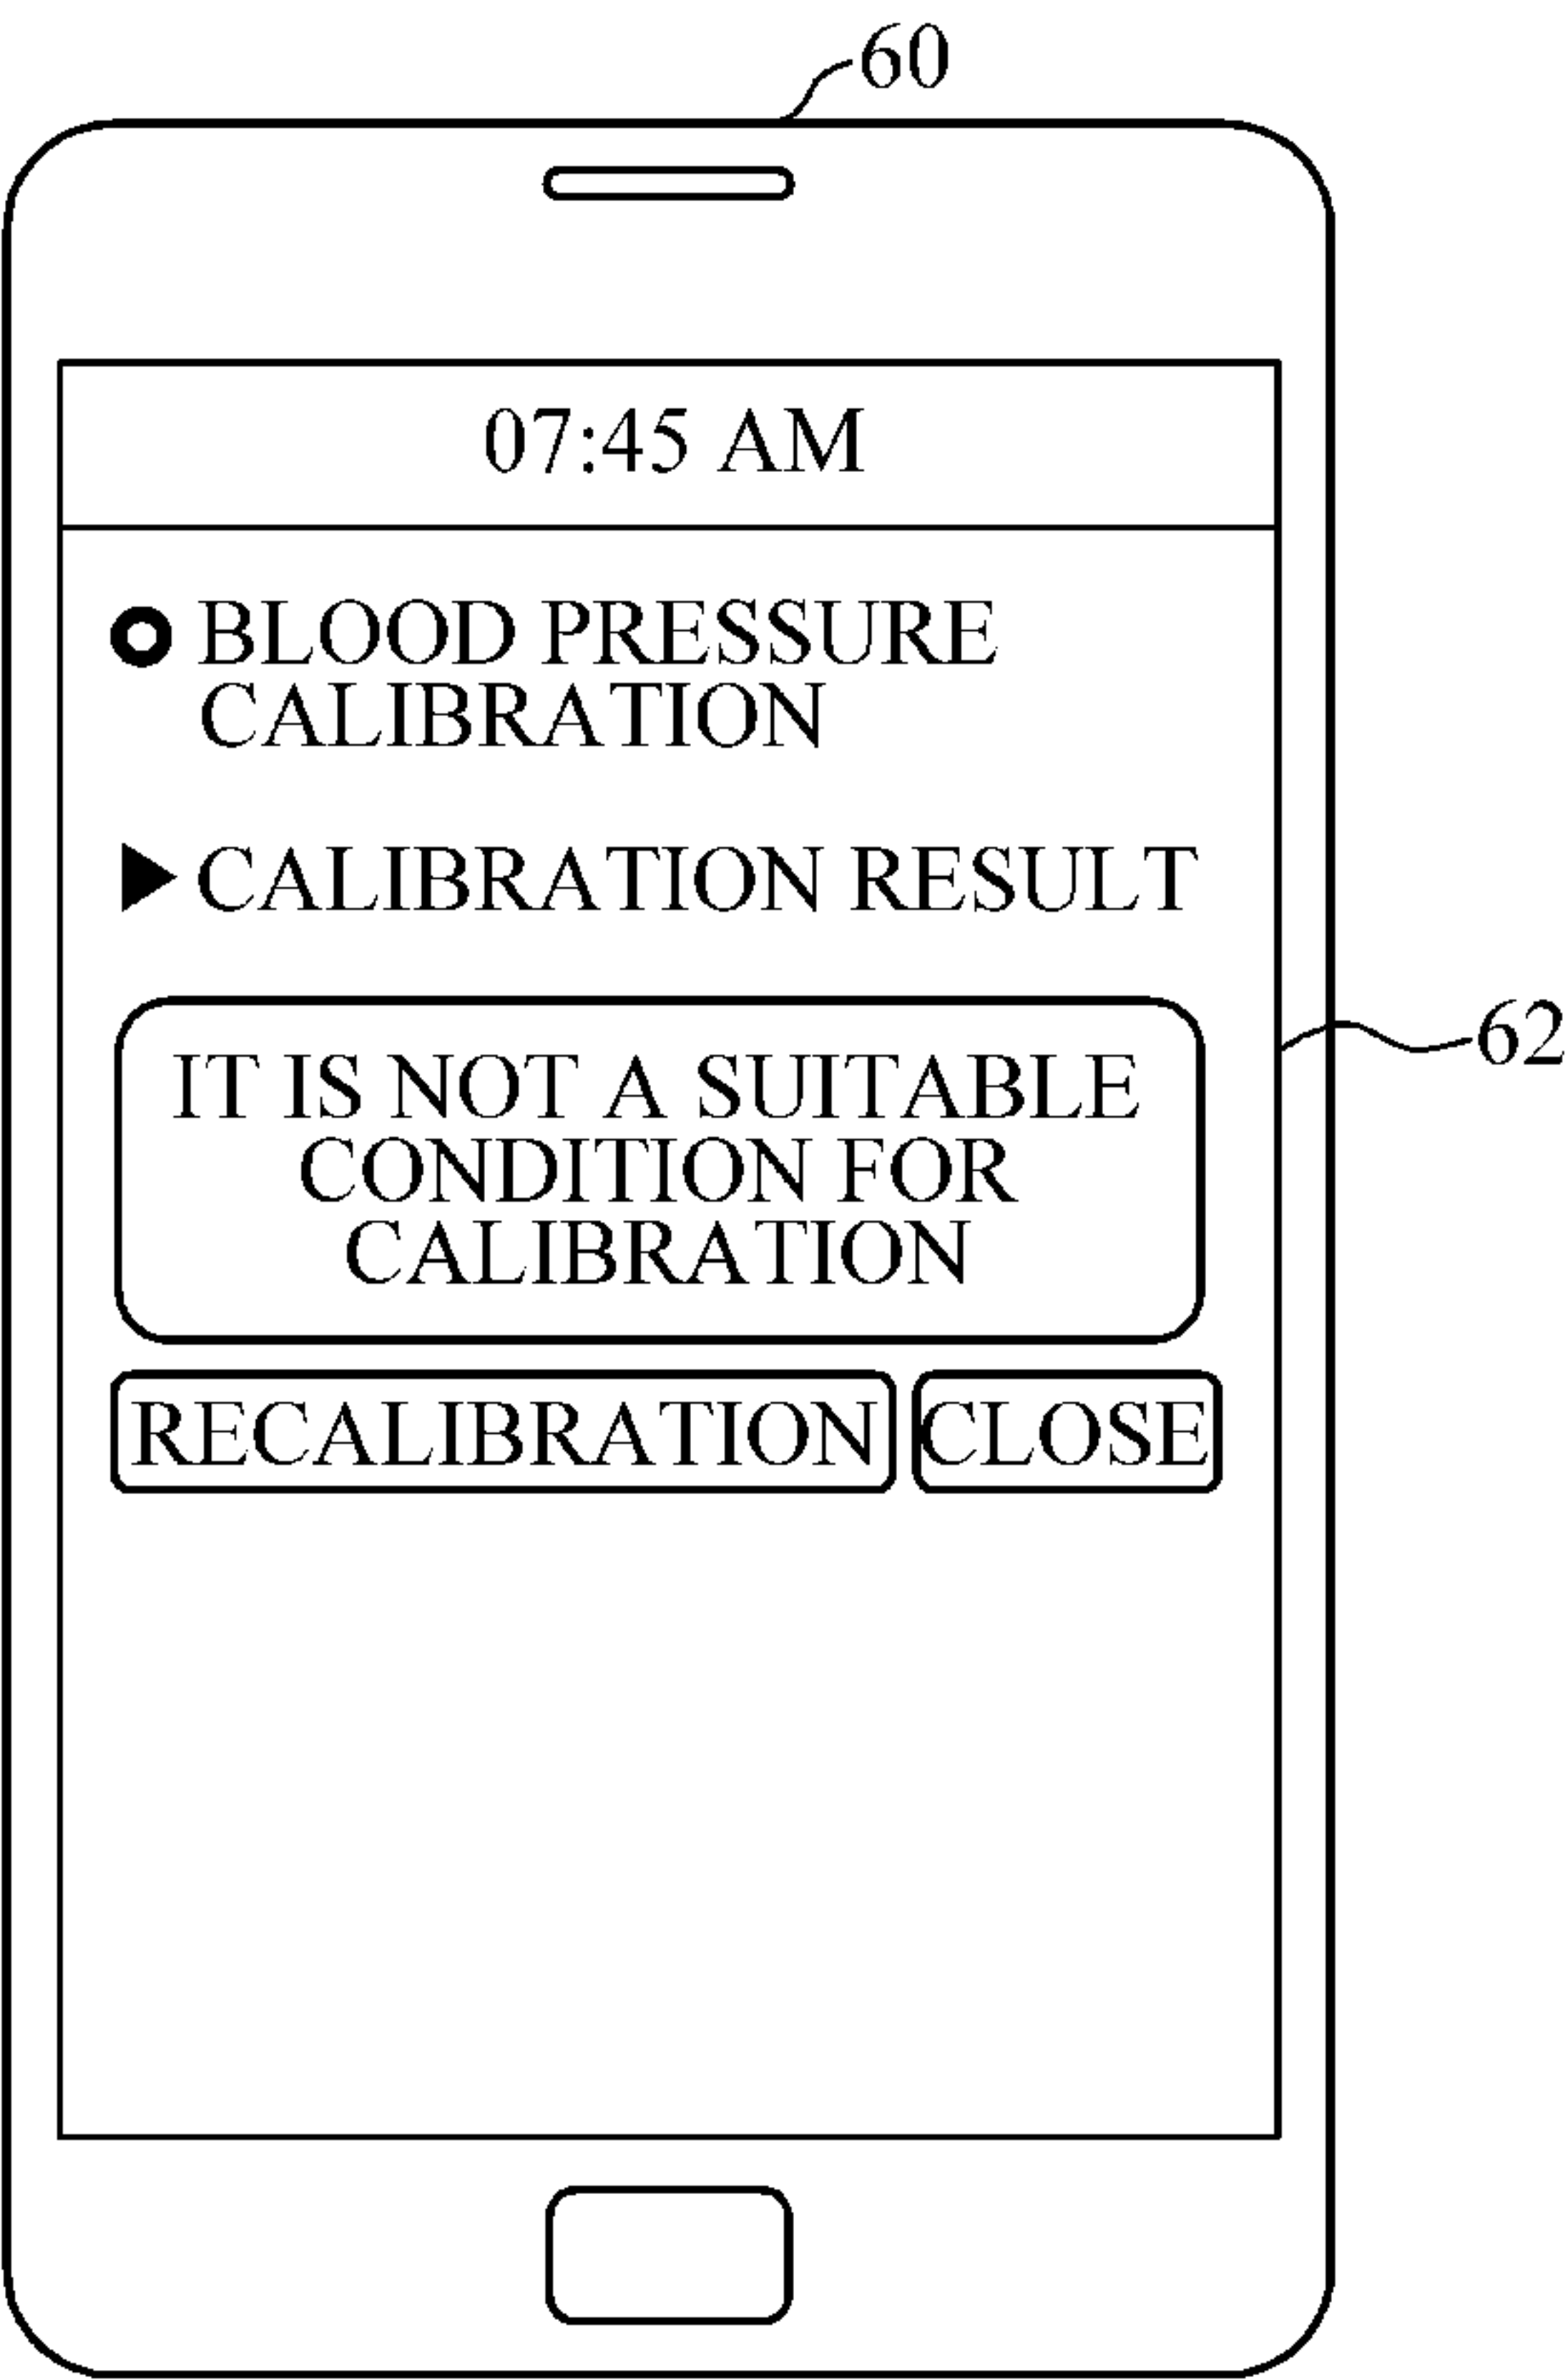 60
07:45 AM
BLOOD PRESSURE
CALIBRATION
CALIBRATION RESULT
62
IT IS NOT A SUITABLE
CONDITION FOR
CALIBRATION
RECALIBRATION CLOSE